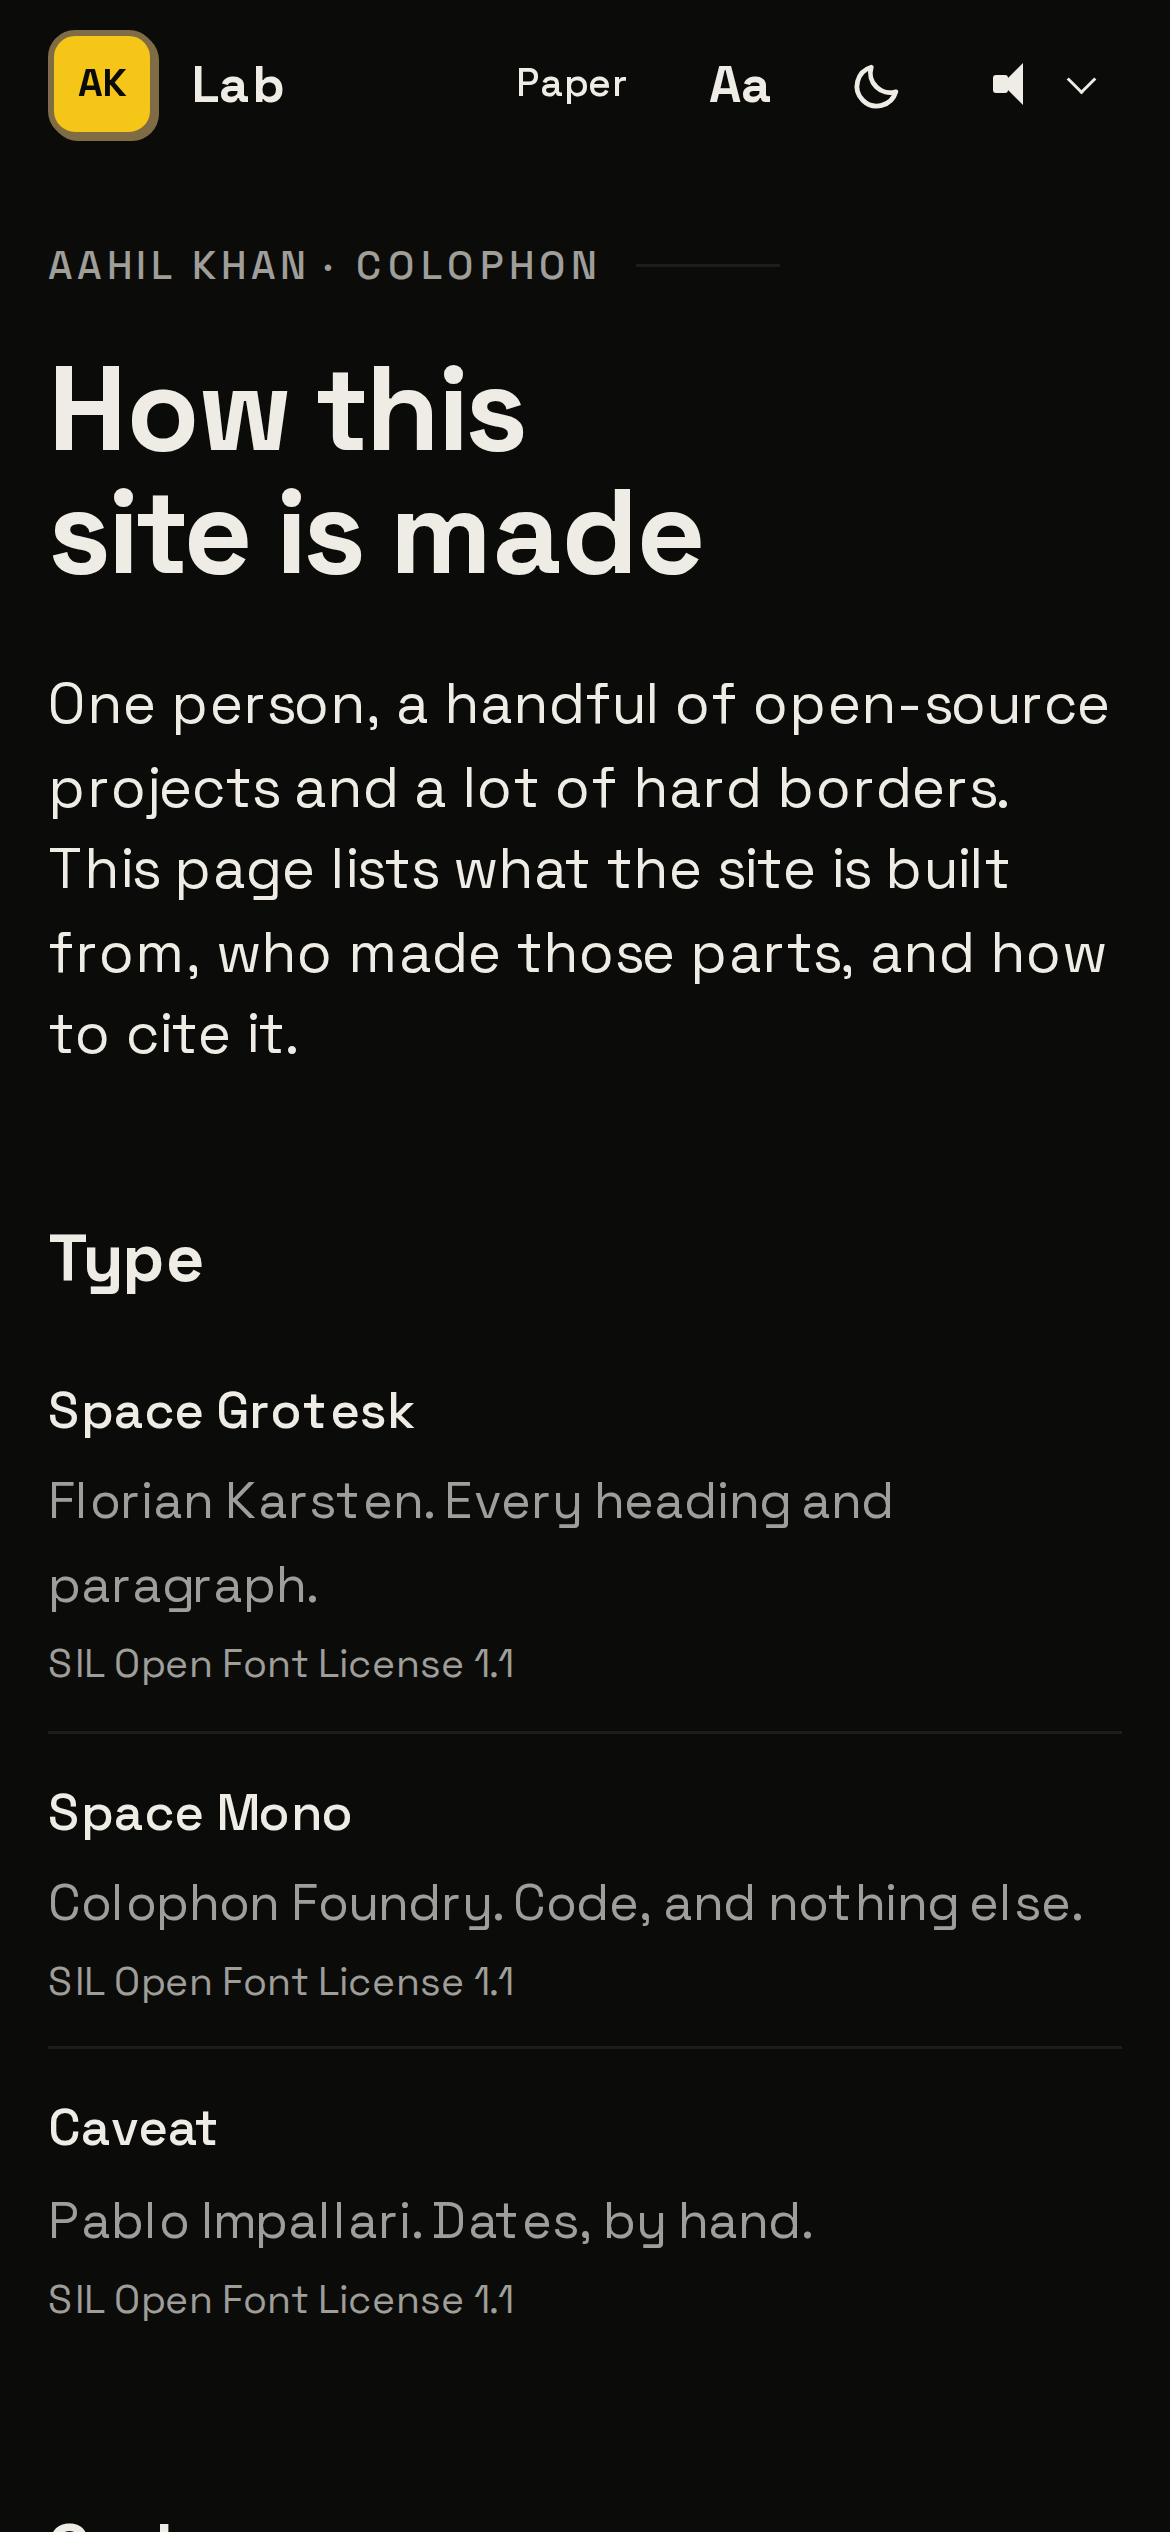 AK Lab Paper Aa
AAHIL KHAN · COLOPHON
How this
site is made
One person, a handful of open-source
projects and a lot of hard borders.
This page lists what the site is built
from, who made those parts, and how
to cite it.
Type
Space Grotesk
Florian Karsten. Every heading and
paragraph.
SIL Open Font License 1.1
Space Mono
Colophon Foundry. Code, and nothing else.
SIL Open Font License 1.1
Caveat
Pablo Impallari. Dates, by hand.
SIL Open Font License 1.1